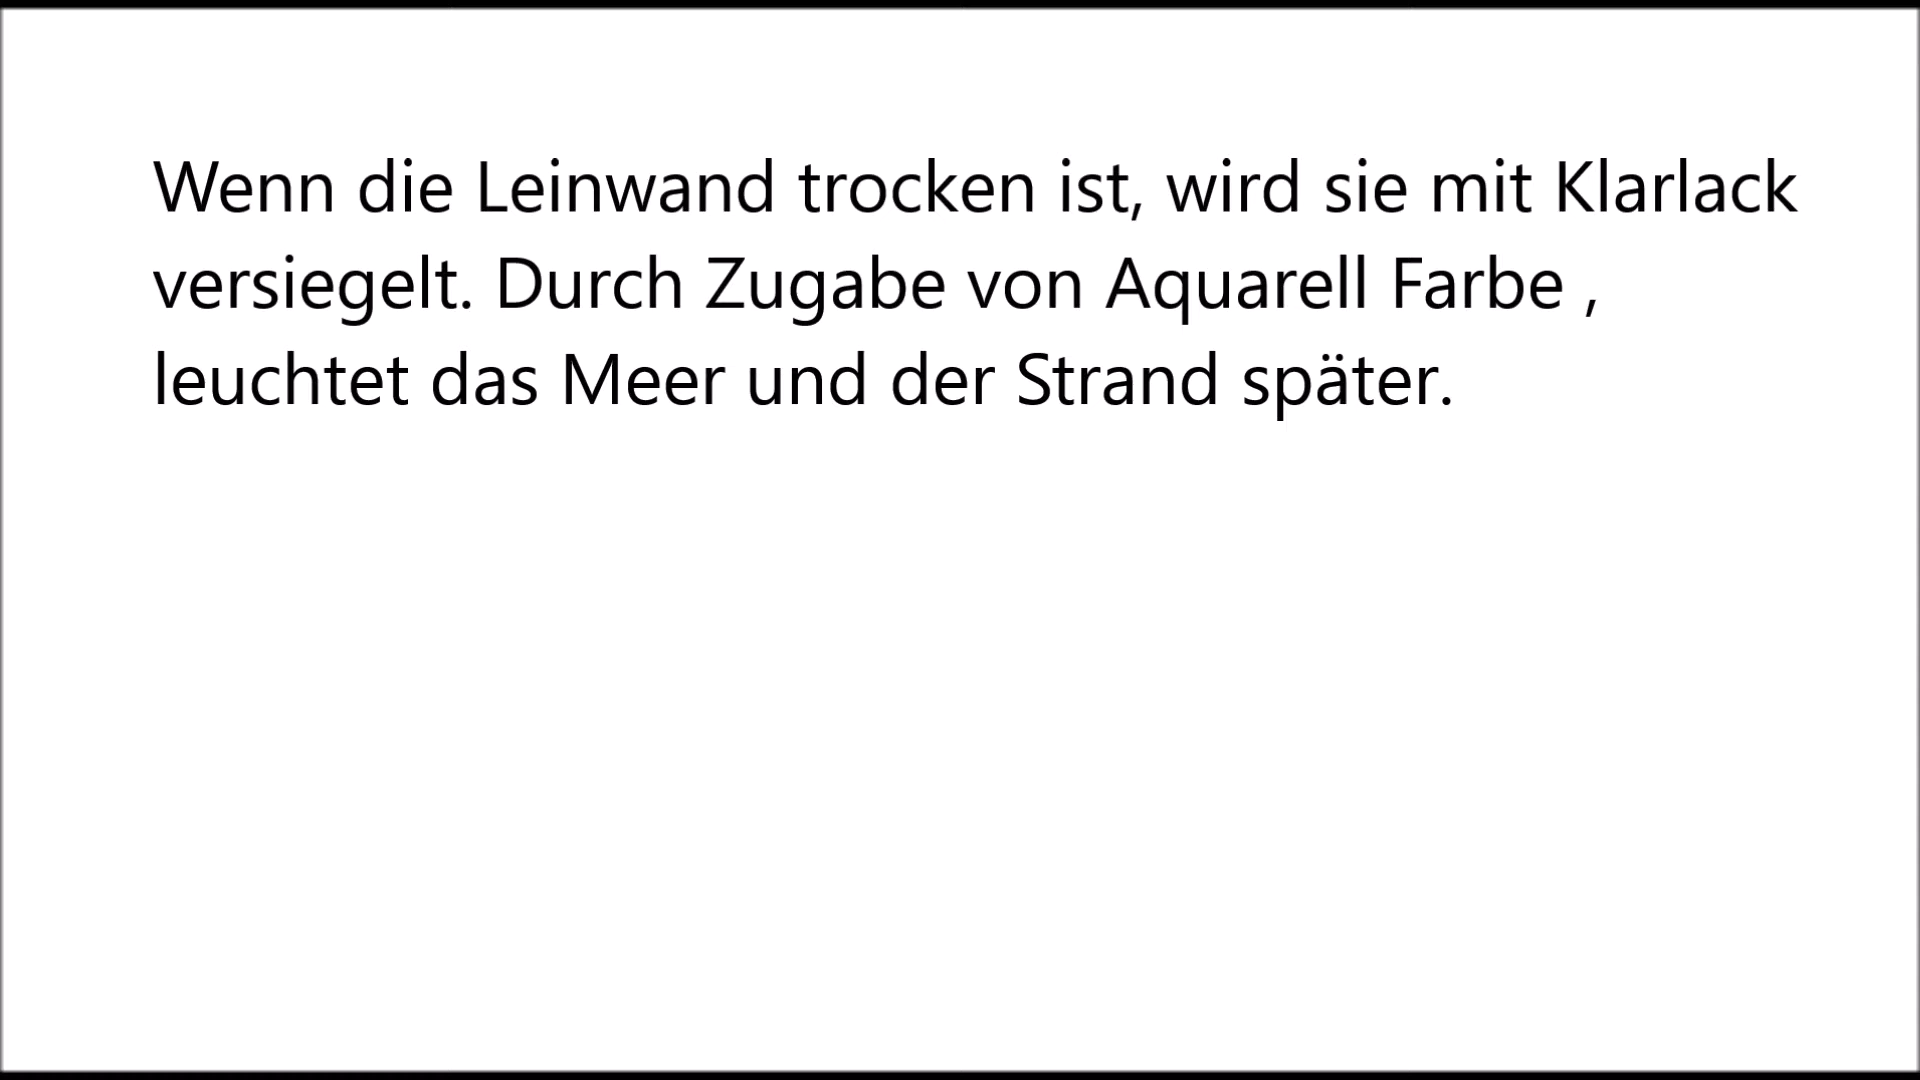 Wenn die Leinwand trocken ist, wird sie mit Klarlack
versiegelt. Durch Zugabe von Aquarell Farbe ,
leuchtet das Meer und der Strand später.